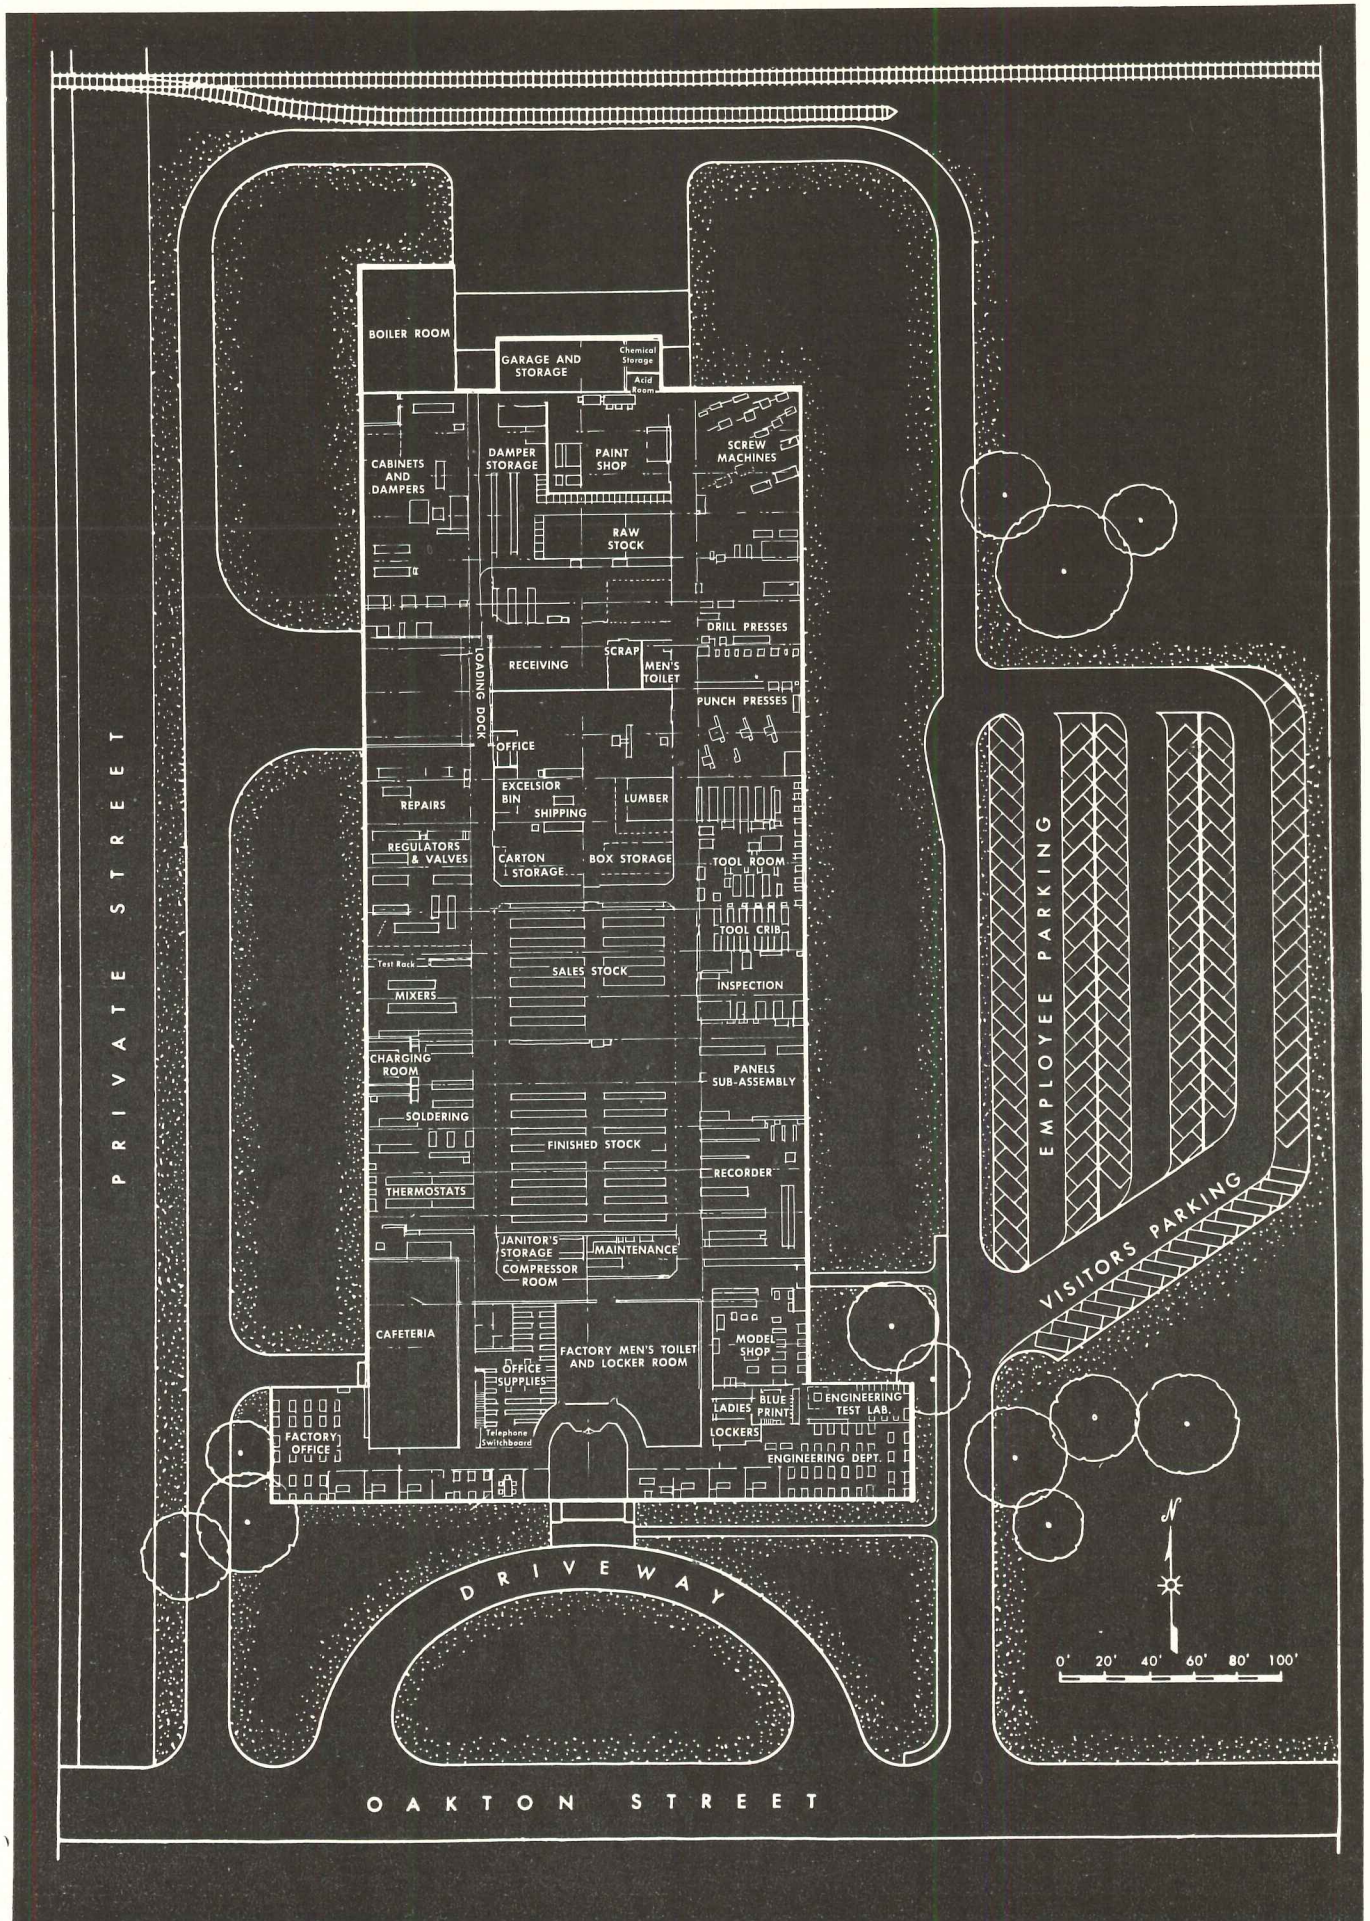 BOILER ROOM
GARAGE AND
STORAGE
Chemical
Storage
Acid
Room
CABINETS
AND
DAMPERS
DAMPER
STORAGE
PAINT
SHOP
SCREW
MACHINES
RAW
STOCK
DRILL PRESSES
LOADING DOCK
RECEIVING
SCRAP
MEN'S
TOILET
PUNCH PRESSES
OFFICE
EXCELSIOR
BIN
SHIPPING
LUMBER
REPAIRS
REGULATORS
& VALVES
CARTON
STORAGE
BOX STORAGE
TOOL ROOM
TOOL CRIB
Test Rack
SALES STOCK
INSPECTION
MIXERS
CHARGING
ROOM
PANELS
SUB-ASSEMBLY
SOLDERING
FINISHED STOCK
RECORDER
THERMOSTATS
JANITOR'S
STORAGE
MAINTENANCE
COMPRESSOR
ROOM
CAFETERIA
OFFICE
SUPPLIES
FACTORY MEN'S TOILET
AND LOCKER ROOM
MODEL
SHOP
LADIES
LOCKERS
BLUE
PRINT
ENGINEERING
TEST LAB.
Telephone
Switchboard
FACTORY
OFFICE
ENGINEERING DEPT.
PRIVATE STREET
EMPLOYEE PARKING
VISITORS PARKING
DRIVEWAY
N
0' 20' 40' 60' 80' 100'
OAKTON STREET